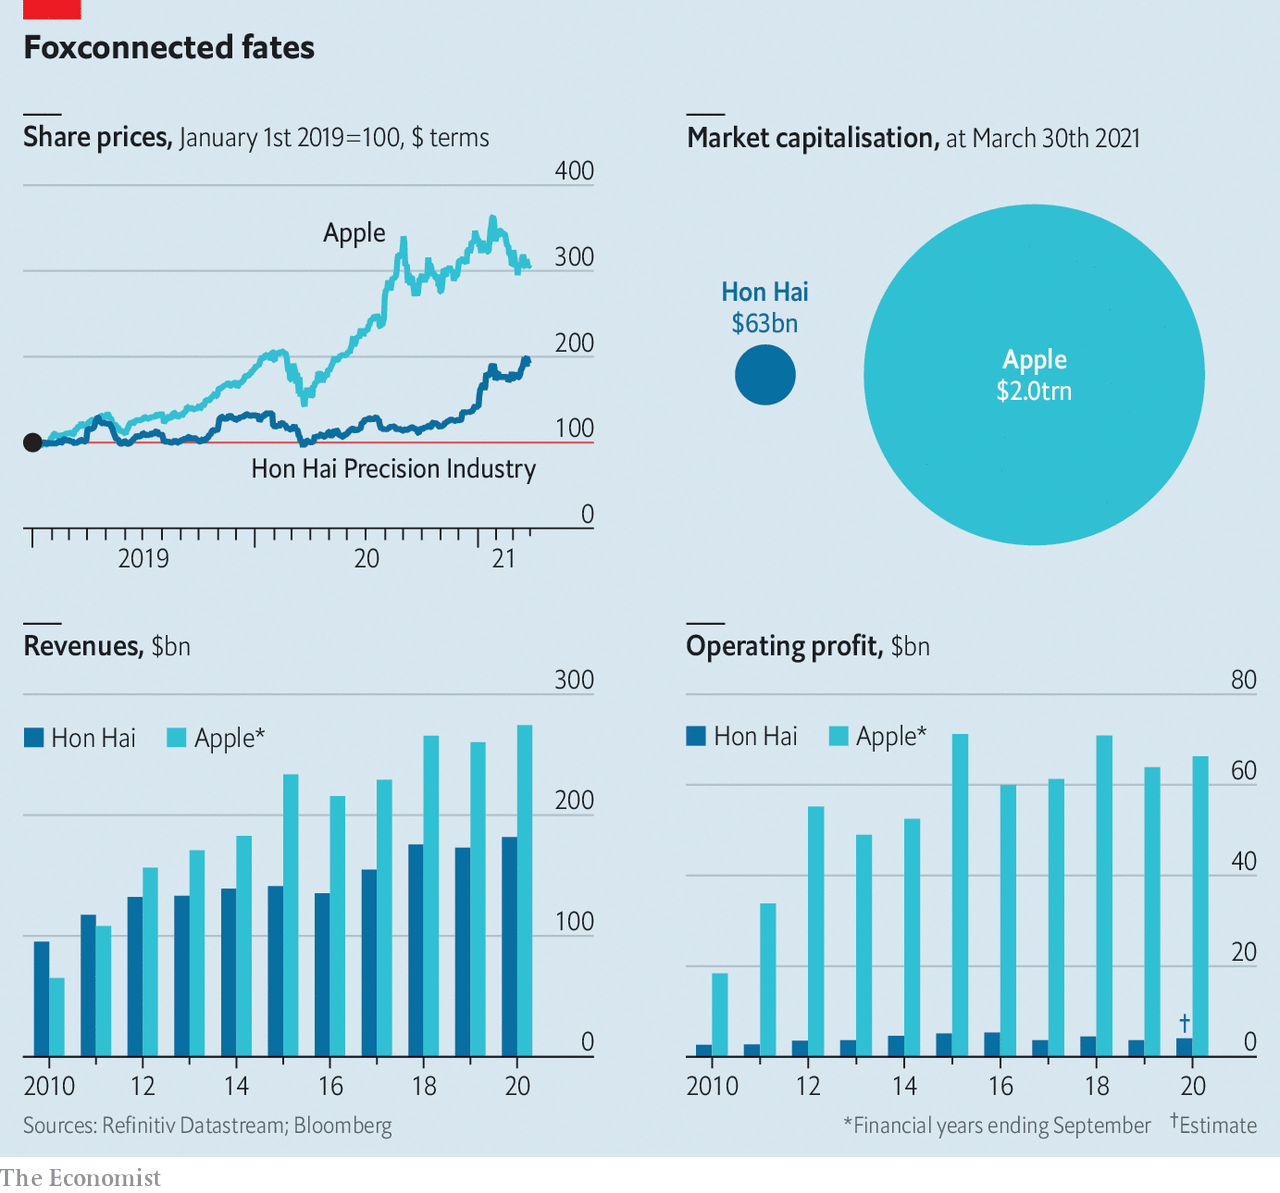 Foxconnected fates
Share prices, January 1st 2019=100, $ terms
400
Apple
300
200
100
Hon Hai Precision Industry
0
2019 20 21
Market capitalisation, at March 30th 2021
Hon Hai
$63bn
Apple
$2.0trn
Revenues, $bn
300
Hon Hai Apple*
200
100
0
2010 12 14 16 18 20
Operating profit, $bn
80
Hon Hai Apple*
60
40
20
†
0
2010 12 14 16 18 20
Sources: Refinitiv Datastream; Bloomberg
*Financial years ending September †Estimate
The Economist